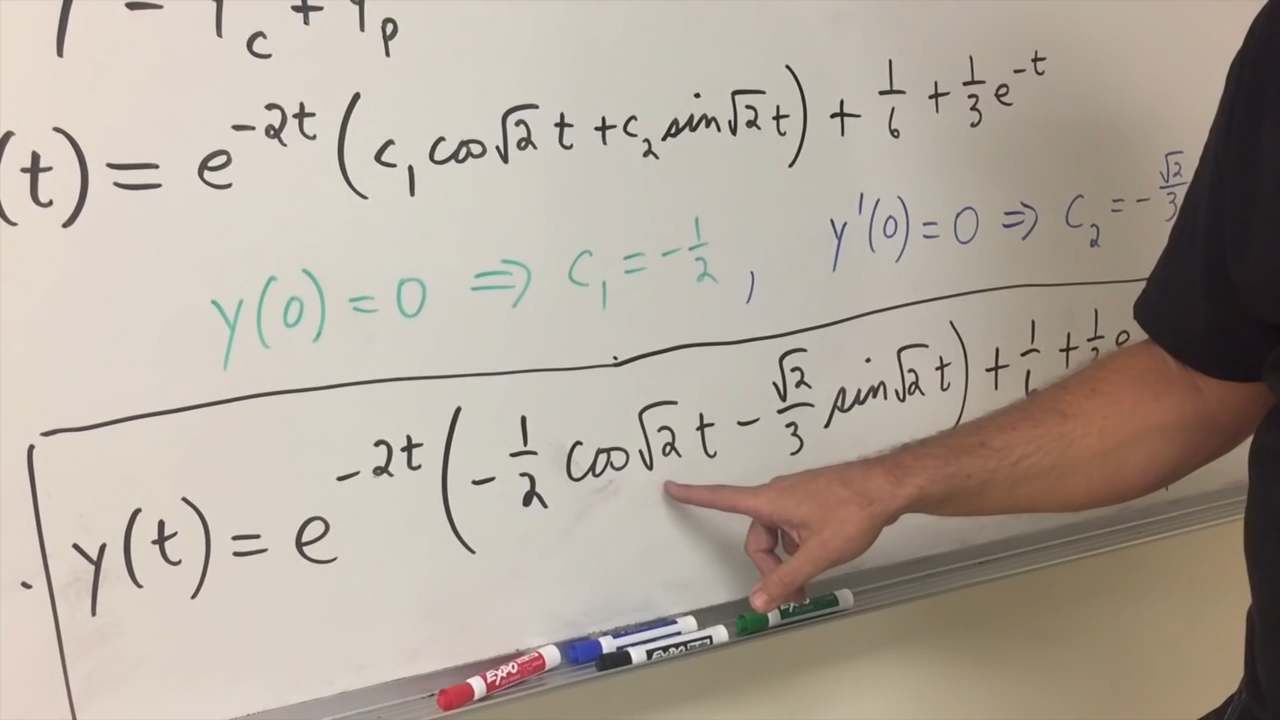 y = y_c + y_p
(t) = e^{-2t} (c_1 cos√2 t + c_2 sin√2 t) + 1/6 + 1/3 e^{-t}
y(0) = 0 ⇒ c_1 = -1/2 , y'(0) = 0 ⇒ c_2 = -√2/3
y(t) = e^{-2t} (-1/2 cos√2 t - √2/3 sin√2 t) + 1/6 + 1/3 e
EXPO
EXPO
EXPO